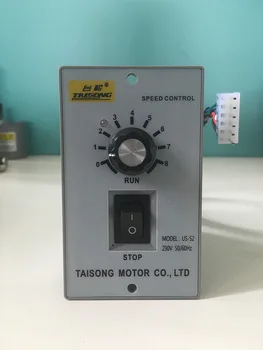 台松
TAISONG
SPEED CONTROL
0 1 2 3 4 5 6 7 8
RUN
I
O
STOP
MODEL: US-52
230V 50/60Hz
TAISONG MOTOR CO., LTD